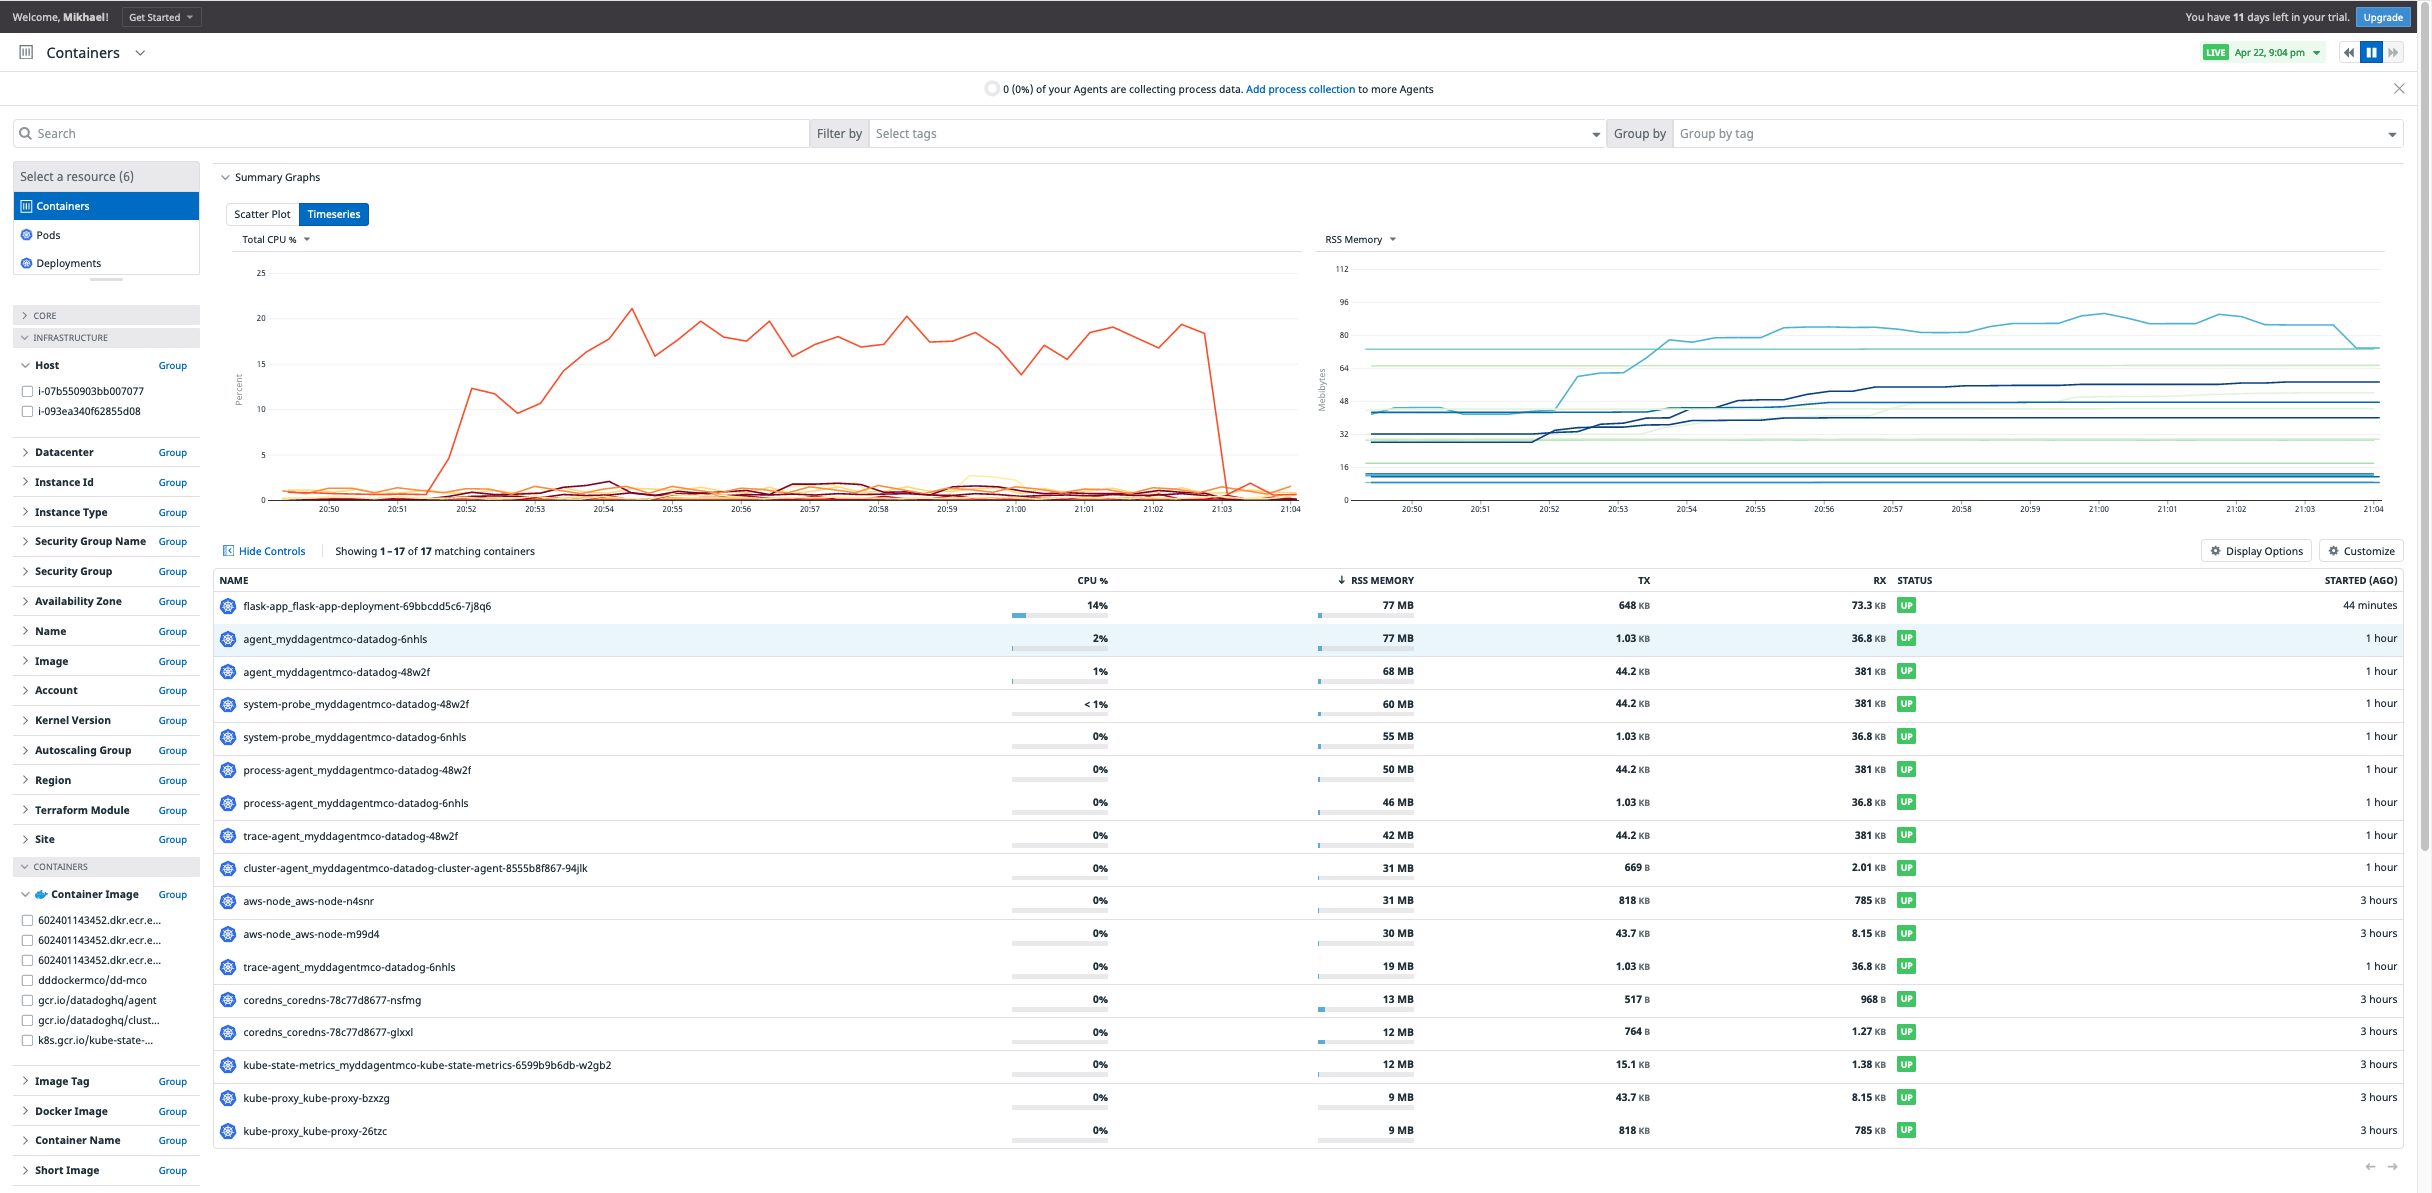 Welcome, Mikhael! Get Started You have 11 days left in your trial. Upgrade
Containers LIVE Apr 22, 9:04 pm
0 (0%) of your Agents are collecting process data. Add process collection to more Agents
Search Filter by Select tags Group by Group by tag
Select a resource (6)
Containers
Pods
Deployments
CORE
INFRASTRUCTURE
Host Group
i-07b550903bb007077
i-093ea340f62855d08
Datacenter Group
Instance Id Group
Instance Type Group
Security Group Name Group
Security Group Group
Availability Zone Group
Name Group
Image Group
Account Group
Kernel Version Group
Autoscaling Group Group
Region Group
Terraform Module Group
Site Group
CONTAINERS
Container Image Group
602401143452.dkr.ecr.e...
602401143452.dkr.ecr.e...
602401143452.dkr.ecr.e...
dddockermco/dd-mco
gcr.io/datadoghq/agent
gcr.io/datadoghq/clust...
k8s.gcr.io/kube-state-...
Image Tag Group
Docker Image Group
Container Name Group
Short Image Group
Summary Graphs
Scatter Plot Timeseries
Total CPU %
Percent
25
20
15
10
5
0
20:50 20:51 20:52 20:53 20:54 20:55 20:56 20:57 20:58 20:59 21:00 21:01 21:02 21:03 21:04
RSS Memory
Mebibytes
112
96
80
64
48
32
16
0
20:50 20:51 20:52 20:53 20:54 20:55 20:56 20:57 20:58 20:59 21:00 21:01 21:02 21:03 21:04
Hide Controls Showing 1–17 of 17 matching containers Display Options Customize
NAME CPU % RSS MEMORY TX RX STATUS STARTED (AGO)
flask-app_flask-app-deployment-69bbcdd5c6-7j8q6 14% 77 MB 648 KB 73.3 KB UP 44 minutes
agent_myddagentmco-datadog-6nhls 2% 77 MB 1.03 KB 36.8 KB UP 1 hour
agent_myddagentmco-datadog-48w2f 1% 68 MB 44.2 KB 381 KB UP 1 hour
system-probe_myddagentmco-datadog-48w2f < 1% 60 MB 44.2 KB 381 KB UP 1 hour
system-probe_myddagentmco-datadog-6nhls 0% 55 MB 1.03 KB 36.8 KB UP 1 hour
process-agent_myddagentmco-datadog-48w2f 0% 50 MB 44.2 KB 381 KB UP 1 hour
process-agent_myddagentmco-datadog-6nhls 0% 46 MB 1.03 KB 36.8 KB UP 1 hour
trace-agent_myddagentmco-datadog-48w2f 0% 42 MB 44.2 KB 381 KB UP 1 hour
cluster-agent_myddagentmco-datadog-cluster-agent-8555b8f867-94jlk 0% 31 MB 669 B 2.01 KB UP 1 hour
aws-node_aws-node-n4snr 0% 31 MB 818 KB 785 KB UP 3 hours
aws-node_aws-node-m99d4 0% 30 MB 43.7 KB 8.15 KB UP 3 hours
trace-agent_myddagentmco-datadog-6nhls 0% 19 MB 1.03 KB 36.8 KB UP 1 hour
coredns_coredns-78c77d8677-nsfmg 0% 13 MB 517 B 968 B UP 3 hours
coredns_coredns-78c77d8677-glxxl 0% 12 MB 764 B 1.27 KB UP 3 hours
kube-state-metrics_myddagentmco-kube-state-metrics-6599b9b6db-w2gb2 0% 12 MB 15.1 KB 1.38 KB UP 3 hours
kube-proxy_kube-proxy-bzxzg 0% 9 MB 43.7 KB 8.15 KB UP 3 hours
kube-proxy_kube-proxy-26tzc 0% 9 MB 818 KB 785 KB UP 3 hours